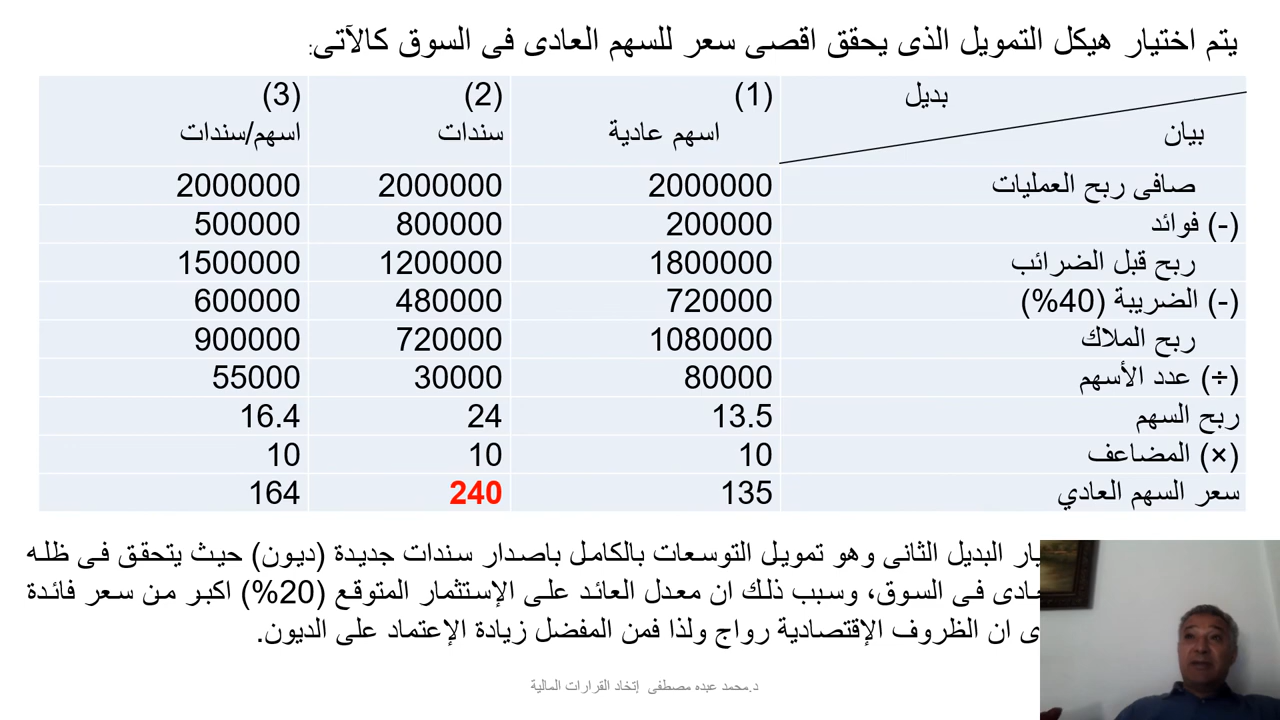 يتم اختيار هيكل التمويل الذى يحقق اقصى سعر للسهم العادى فى السوق كالآتى:
بديل (1) (2) (3)
بيان اسهم عادية سندات اسهم/سندات
صافى ربح العمليات 2000000 2000000 2000000
(-) فوائد 200000 800000 500000
ربح قبل الضرائب 1800000 1200000 1500000
(-) الضريبة (40%) 720000 480000 600000
ربح الملاك 1080000 720000 900000
(÷) عدد الأسهم 80000 30000 55000
ربح السهم 13.5 24 16.4
(×) المضاعف 10 10 10
سعر السهم العادي 135 240 164
البديل الثانى وهو تمويل التوسعات بالكامل باصدار سندات جديدة (ديون) حيث يتحقق فى ظله
فى السوق، وسبب ذلك ان معدل العائد على الإستثمار المتوقع (20%) اكبر من سعر فائدة
ان الظروف الإقتصادية رواج ولذا فمن المفضل زيادة الإعتماد على الديون.
د.محمد عبده مصطفى إتخاد القرارات المالية